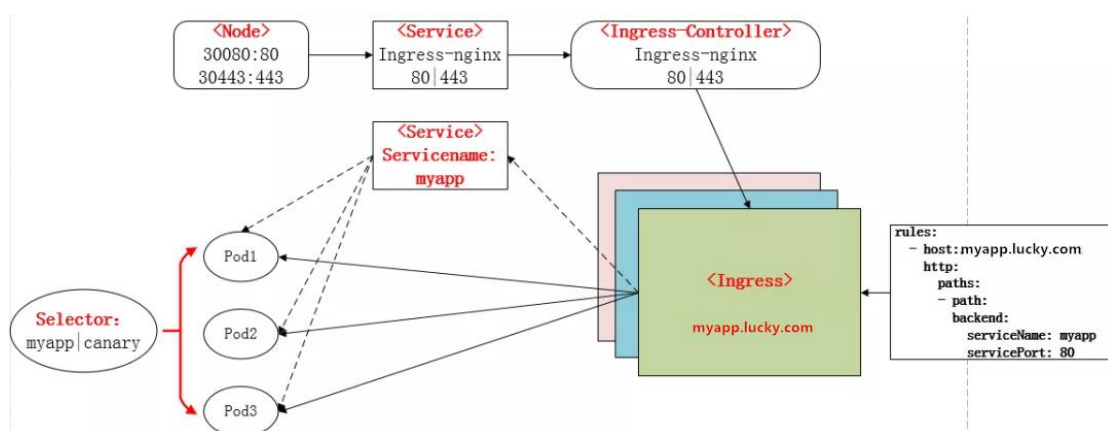 <Node>
30080:80
30443:443
<Service>
Ingress-nginx
80|443
<Ingress-Controller>
Ingress-nginx
80|443
<Service>
Servicename:
myapp
Pod1
Pod2
Pod3
Selector:
myapp|canary
<Ingress>
myapp.lucky.com
rules:
- host:myapp.lucky.com
http:
paths:
- path:
backend:
serviceName: myapp
servicePort: 80